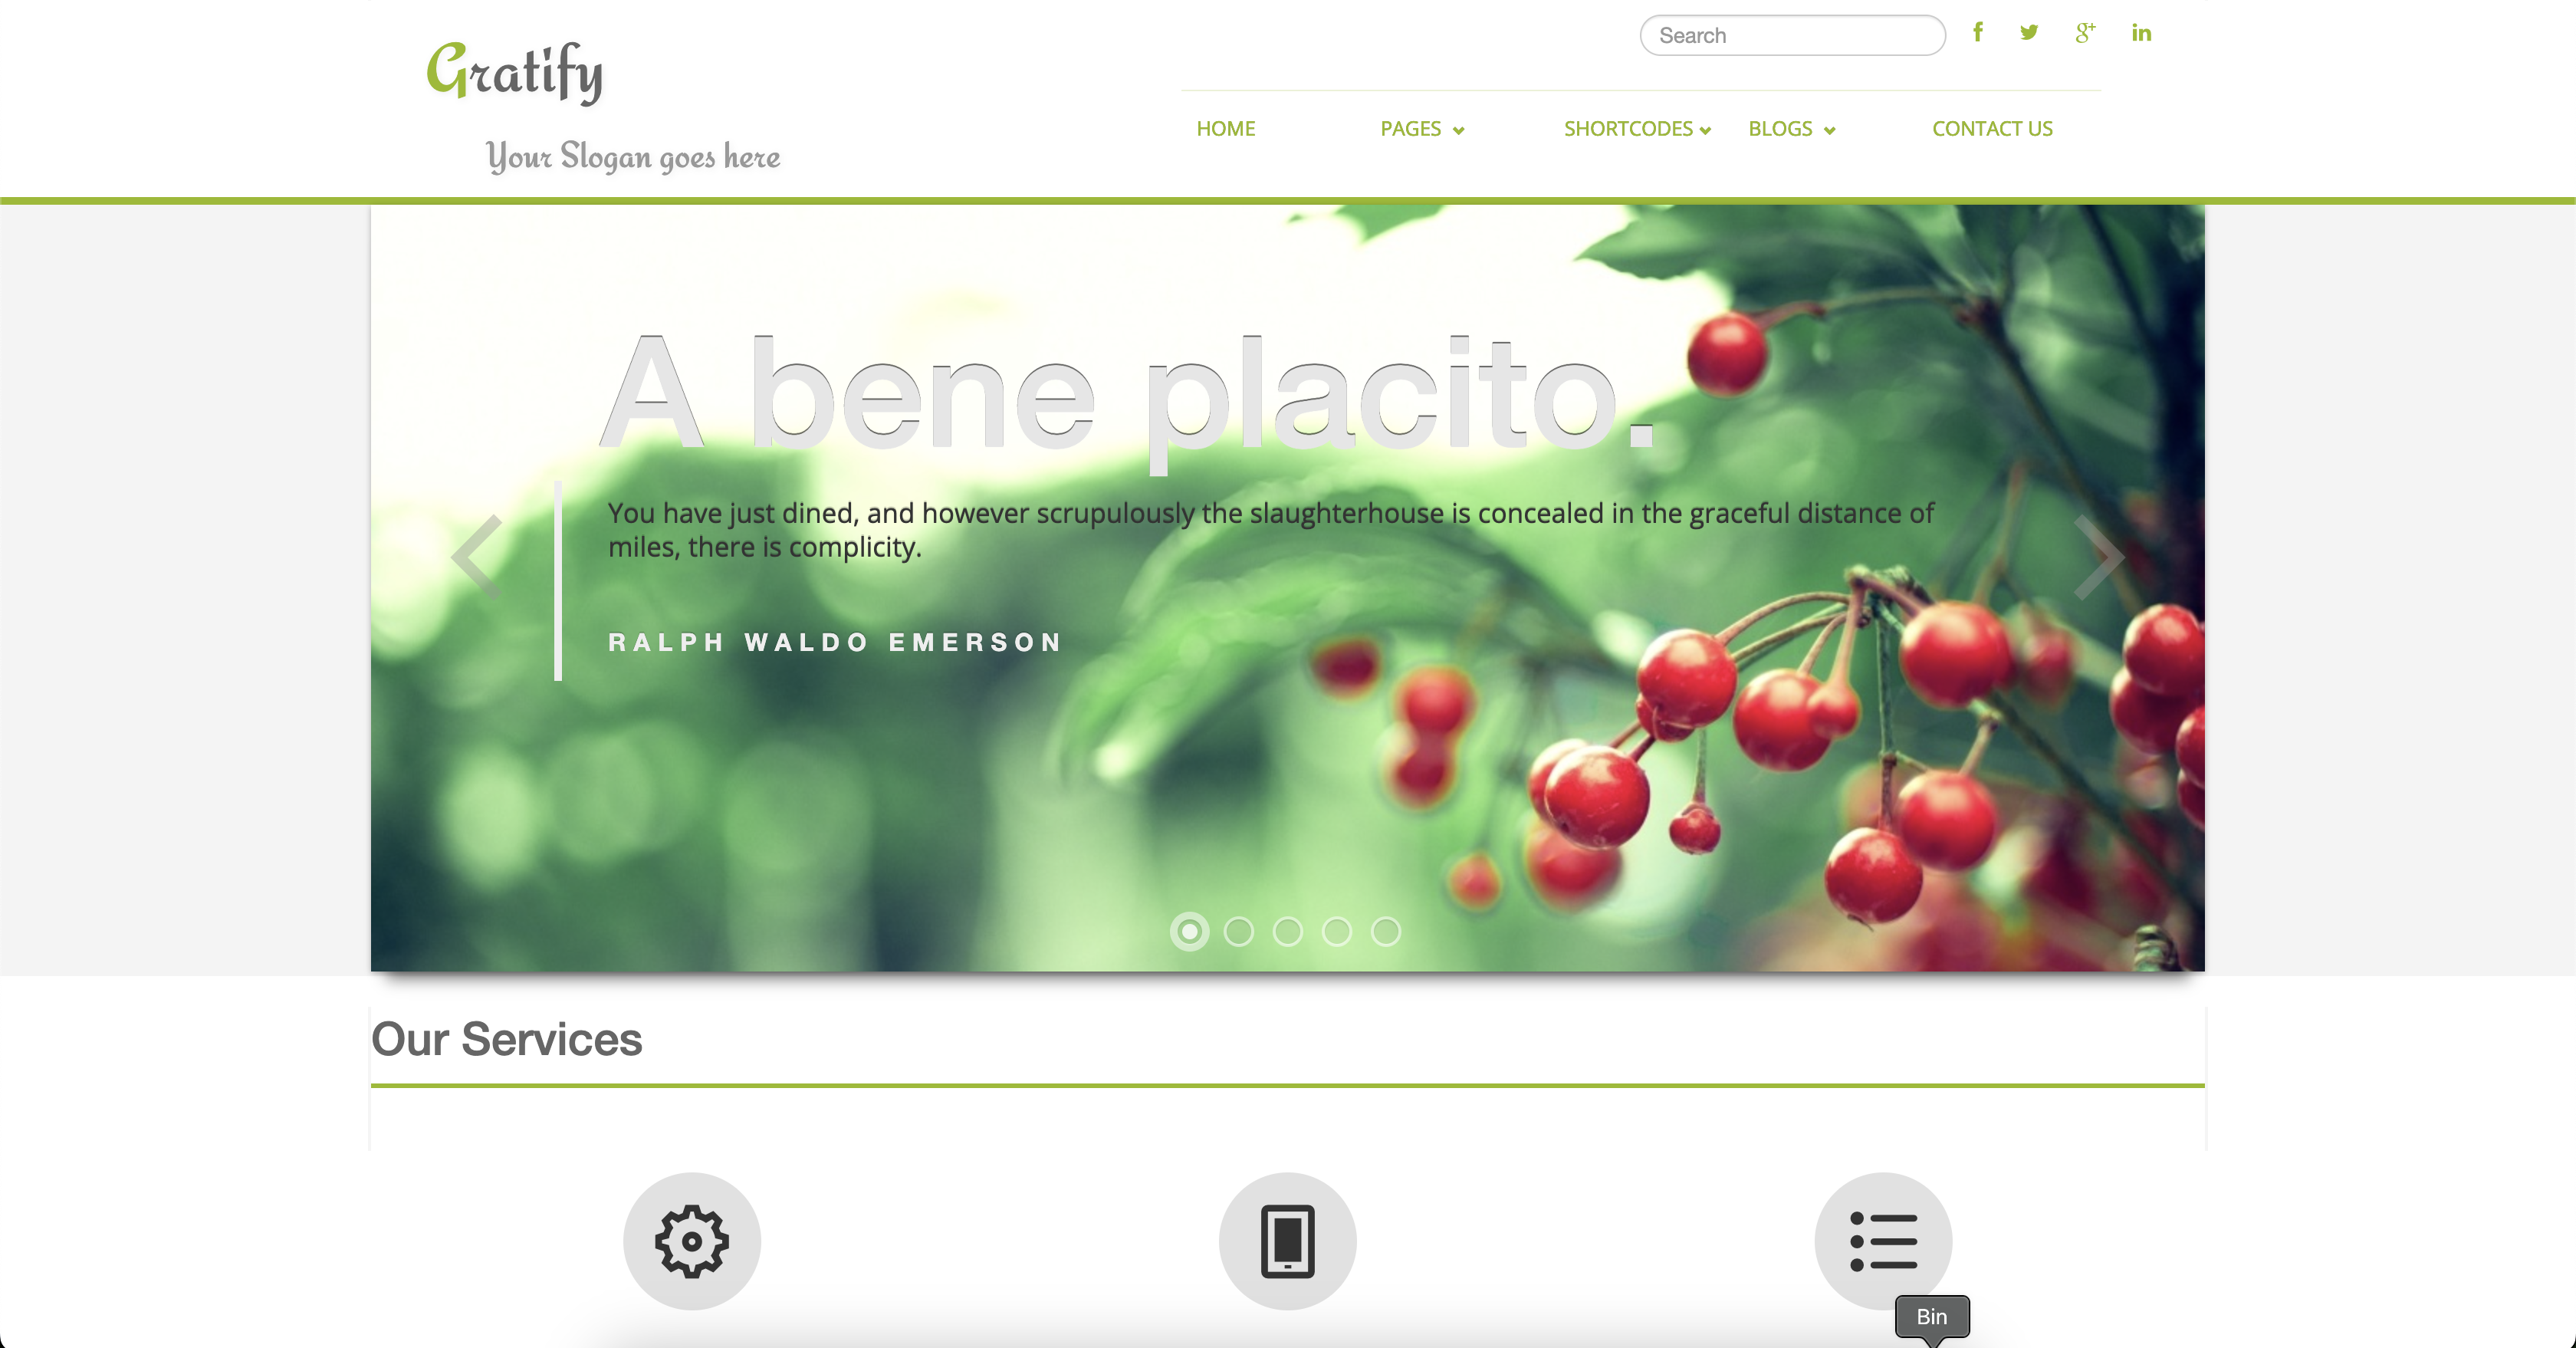 Gratify
Your Slogan goes here
Search
HOME
PAGES
SHORTCODES
BLOGS
CONTACT US
A bene placito.
You have just dined, and however scrupulously the slaughterhouse is concealed in the graceful distance of
miles, there is complicity.
RALPH WALDO EMERSON
Our Services
Bin